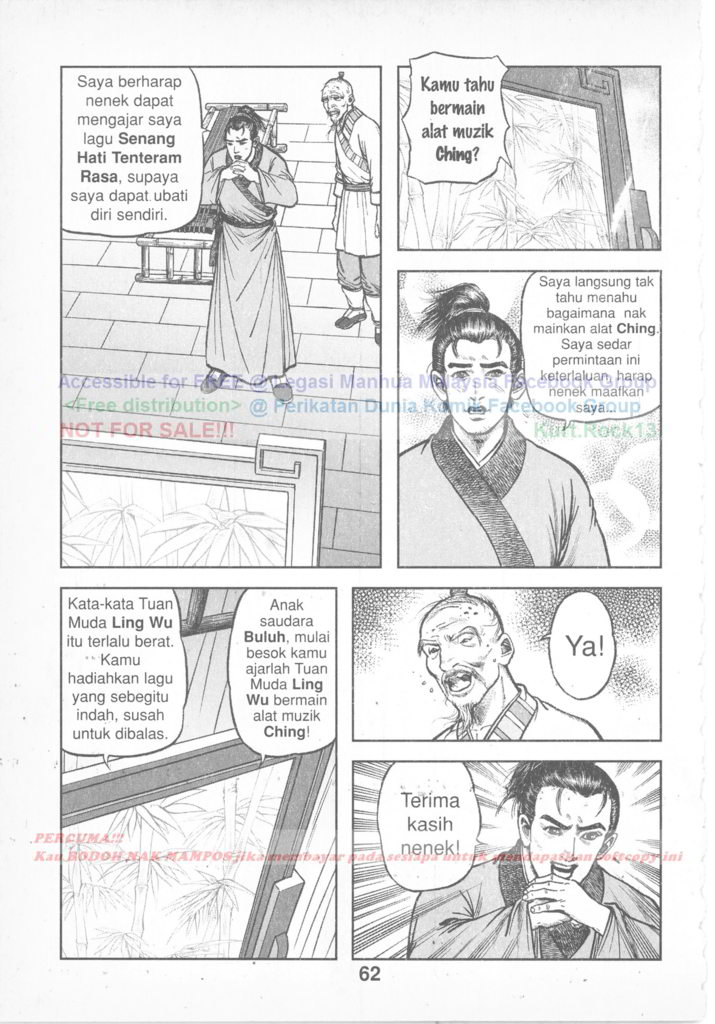 Saya berharap
nenek dapat
mengajar saya
lagu Senang
Hati Tenteram
Rasa, supaya
saya dapat ubati
diri sendiri.
Kamu tahu
bermain
alat muzik
Ching?
Saya langsung tak
tahu menahu
bagaimana nak
mainkan alat Ching.
Saya sedar
permintaan ini
keterlaluan, harap
nenek maafkan
saya...
Accessible for FREE @ Legasi Manhua Malaysia Facebook Group
<Free distribution> @ Perikatan Dunia Komik Facebook Group
NOT FOR SALE!!!
Kurt.Rock13.
Kata-kata Tuan
Muda Ling Wu
itu terlalu berat.
Kamu
hadiahkan lagu
yang sebegitu
indah, susah
untuk dibalas.
Anak
saudara
Buluh, mulai
besok kamu
ajarlah Tuan
Muda Ling
Wu bermain
alat muzik
Ching!
Ya!
Terima
kasih
nenek!
PERCUMA!!!
Kau BODOH NAK MAMPOS jika membayar pada sesiapa untuk mendapatkan softcopy ini
62